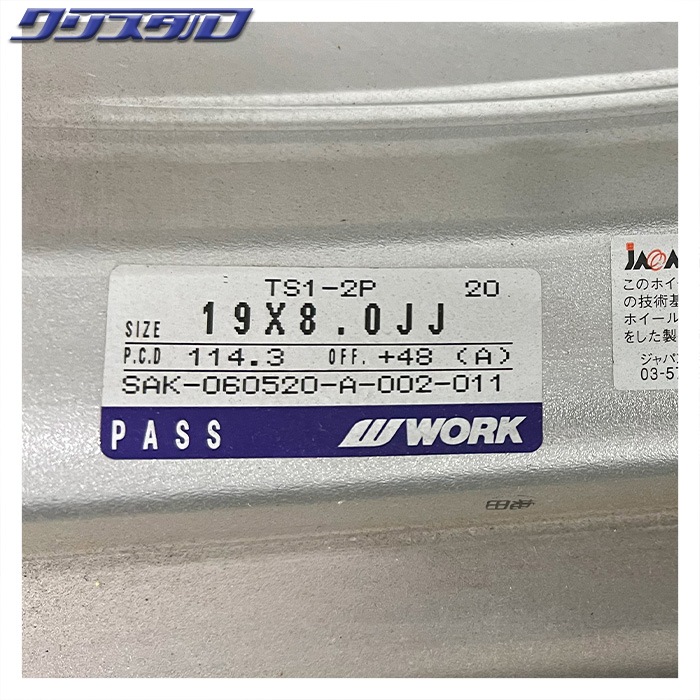 クリスタル
TS1-2P 20
SIZE 19X8.0JJ
P.C.D 114.3 OFF. +48 (A)
SAK-060520-A-002-011
PASS WORK
このホイー
の技術基
ホイール
をした製
ジャパン
03-57